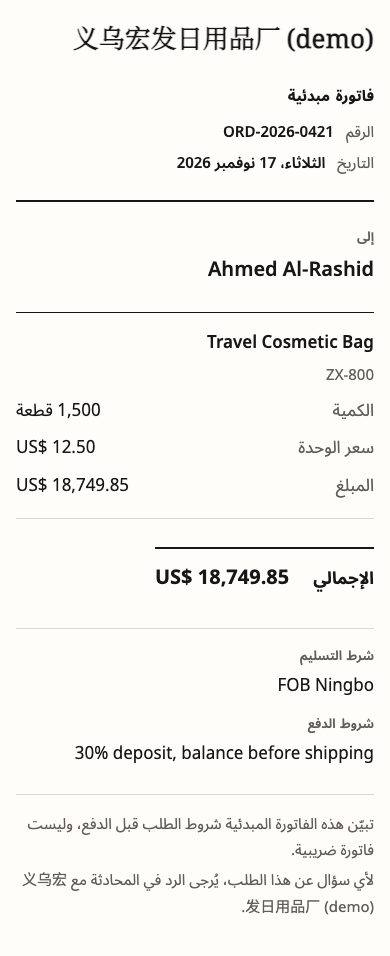 义乌宏发日用品厂 (demo)
فاتورة مبدئية
الرقم ORD-2026-0421
التاريخ الثلاثاء، 17 نوفمبر 2026
إلى
Ahmed Al-Rashid
Travel Cosmetic Bag
ZX-800
الكمية 1,500 قطعة
سعر الوحدة US$ 12.50
المبلغ US$ 18,749.85
الإجمالي US$ 18,749.85
شرط التسليم
FOB Ningbo
شروط الدفع
30% deposit, balance before shipping
تبيّن هذه الفاتورة المبدئية شروط الطلب قبل الدفع، وليست
فاتورة ضريبية.
لأي سؤال عن هذا الطلب، يُرجى الرد في المحادثة مع 义乌宏
发日用品厂 (demo).